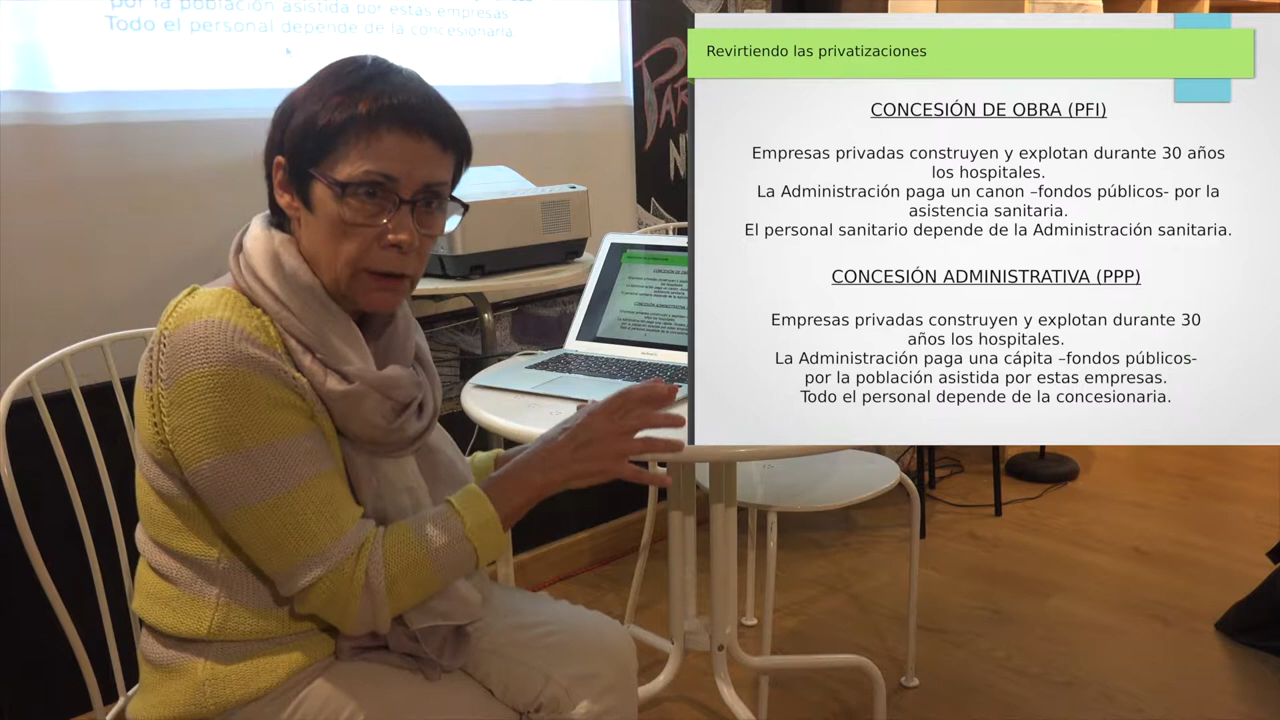 por la población asistida por estas empresas
Todo el personal depende de la concesionaria.
Revirtiendo las privatizaciones
CONCESIÓN DE OBRA (PFI)
Empresas privadas construyen y explotan durante 30 años
los hospitales.
La Administración paga un canon –fondos públicos- por la
asistencia sanitaria.
El personal sanitario depende de la Administración sanitaria.
CONCESIÓN ADMINISTRATIVA (PPP)
Empresas privadas construyen y explotan durante 30
años los hospitales.
La Administración paga una cápita –fondos públicos-
por la población asistida por estas empresas.
Todo el personal depende de la concesionaria.